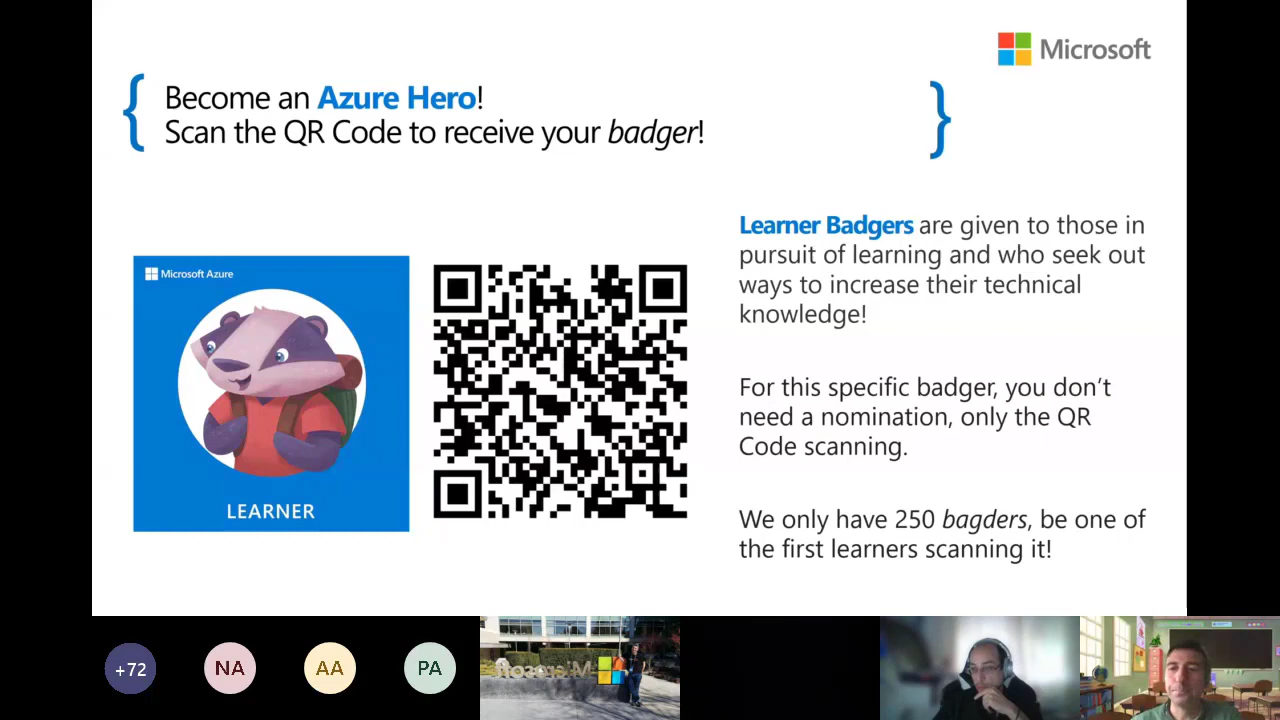 Microsoft
{ Become an Azure Hero! }
Scan the QR Code to receive your badger!
Microsoft Azure
LEARNER
Learner Badgers are given to those in
pursuit of learning and who seek out
ways to increase their technical
knowledge!
For this specific badger, you don’t
need a nomination, only the QR
Code scanning.
We only have 250 bagders, be one of
the first learners scanning it!
+72
NA
AA
PA
Microsoft